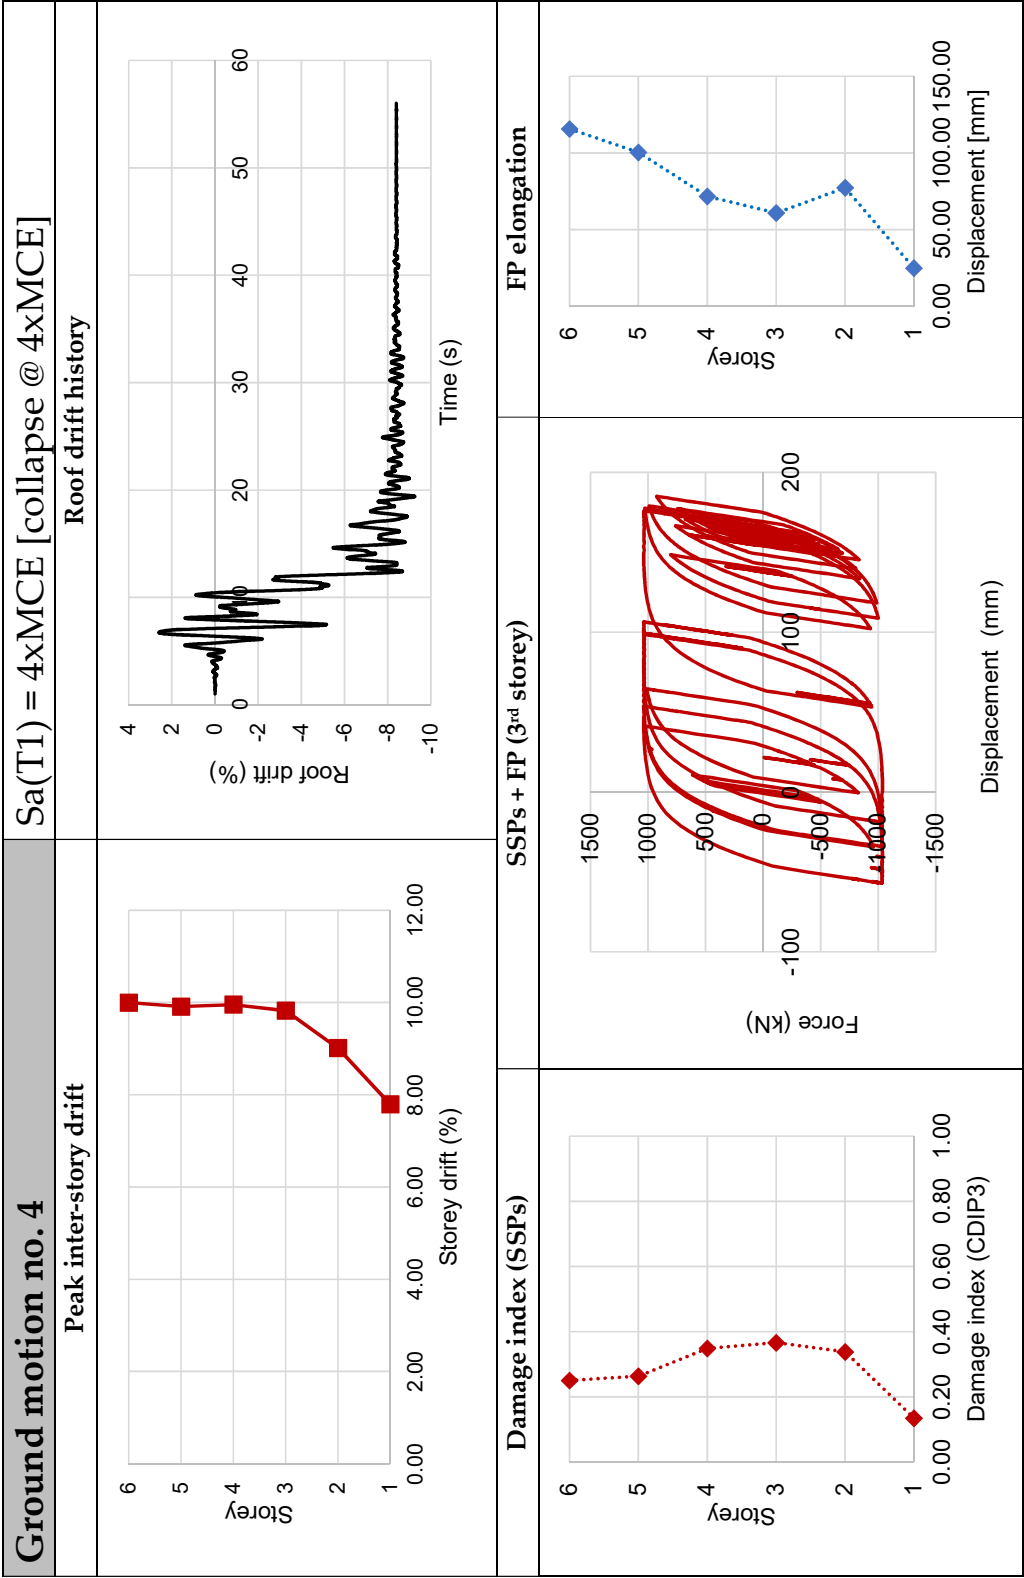 Ground motion no. 4
Sa(T1) = 4xMCE [collapse @ 4xMCE]
Peak inter-story drift
Roof drift history
6
5
4
3
2
1
Storey
0.00 2.00 4.00 6.00 8.00 10.00 12.00
Storey drift (%)
4
2
0
-2
-4
-6
-8
-10
Roof drift (%)
0 10 20 30 40 50 60
Time (s)
Damage index (SSPs)
SSPs + FP (3rd storey)
FP elongation
6
5
4
3
2
1
Storey
0.00 0.20 0.40 0.60 0.80 1.00
Damage index (CDIP3)
1500
1000
500
0
-500
-1000
-1500
Force (kN)
-100 0 100 200
Displacement (mm)
6
5
4
3
2
1
Storey
0.00 50.00 100.00 150.00
Displacement [mm]